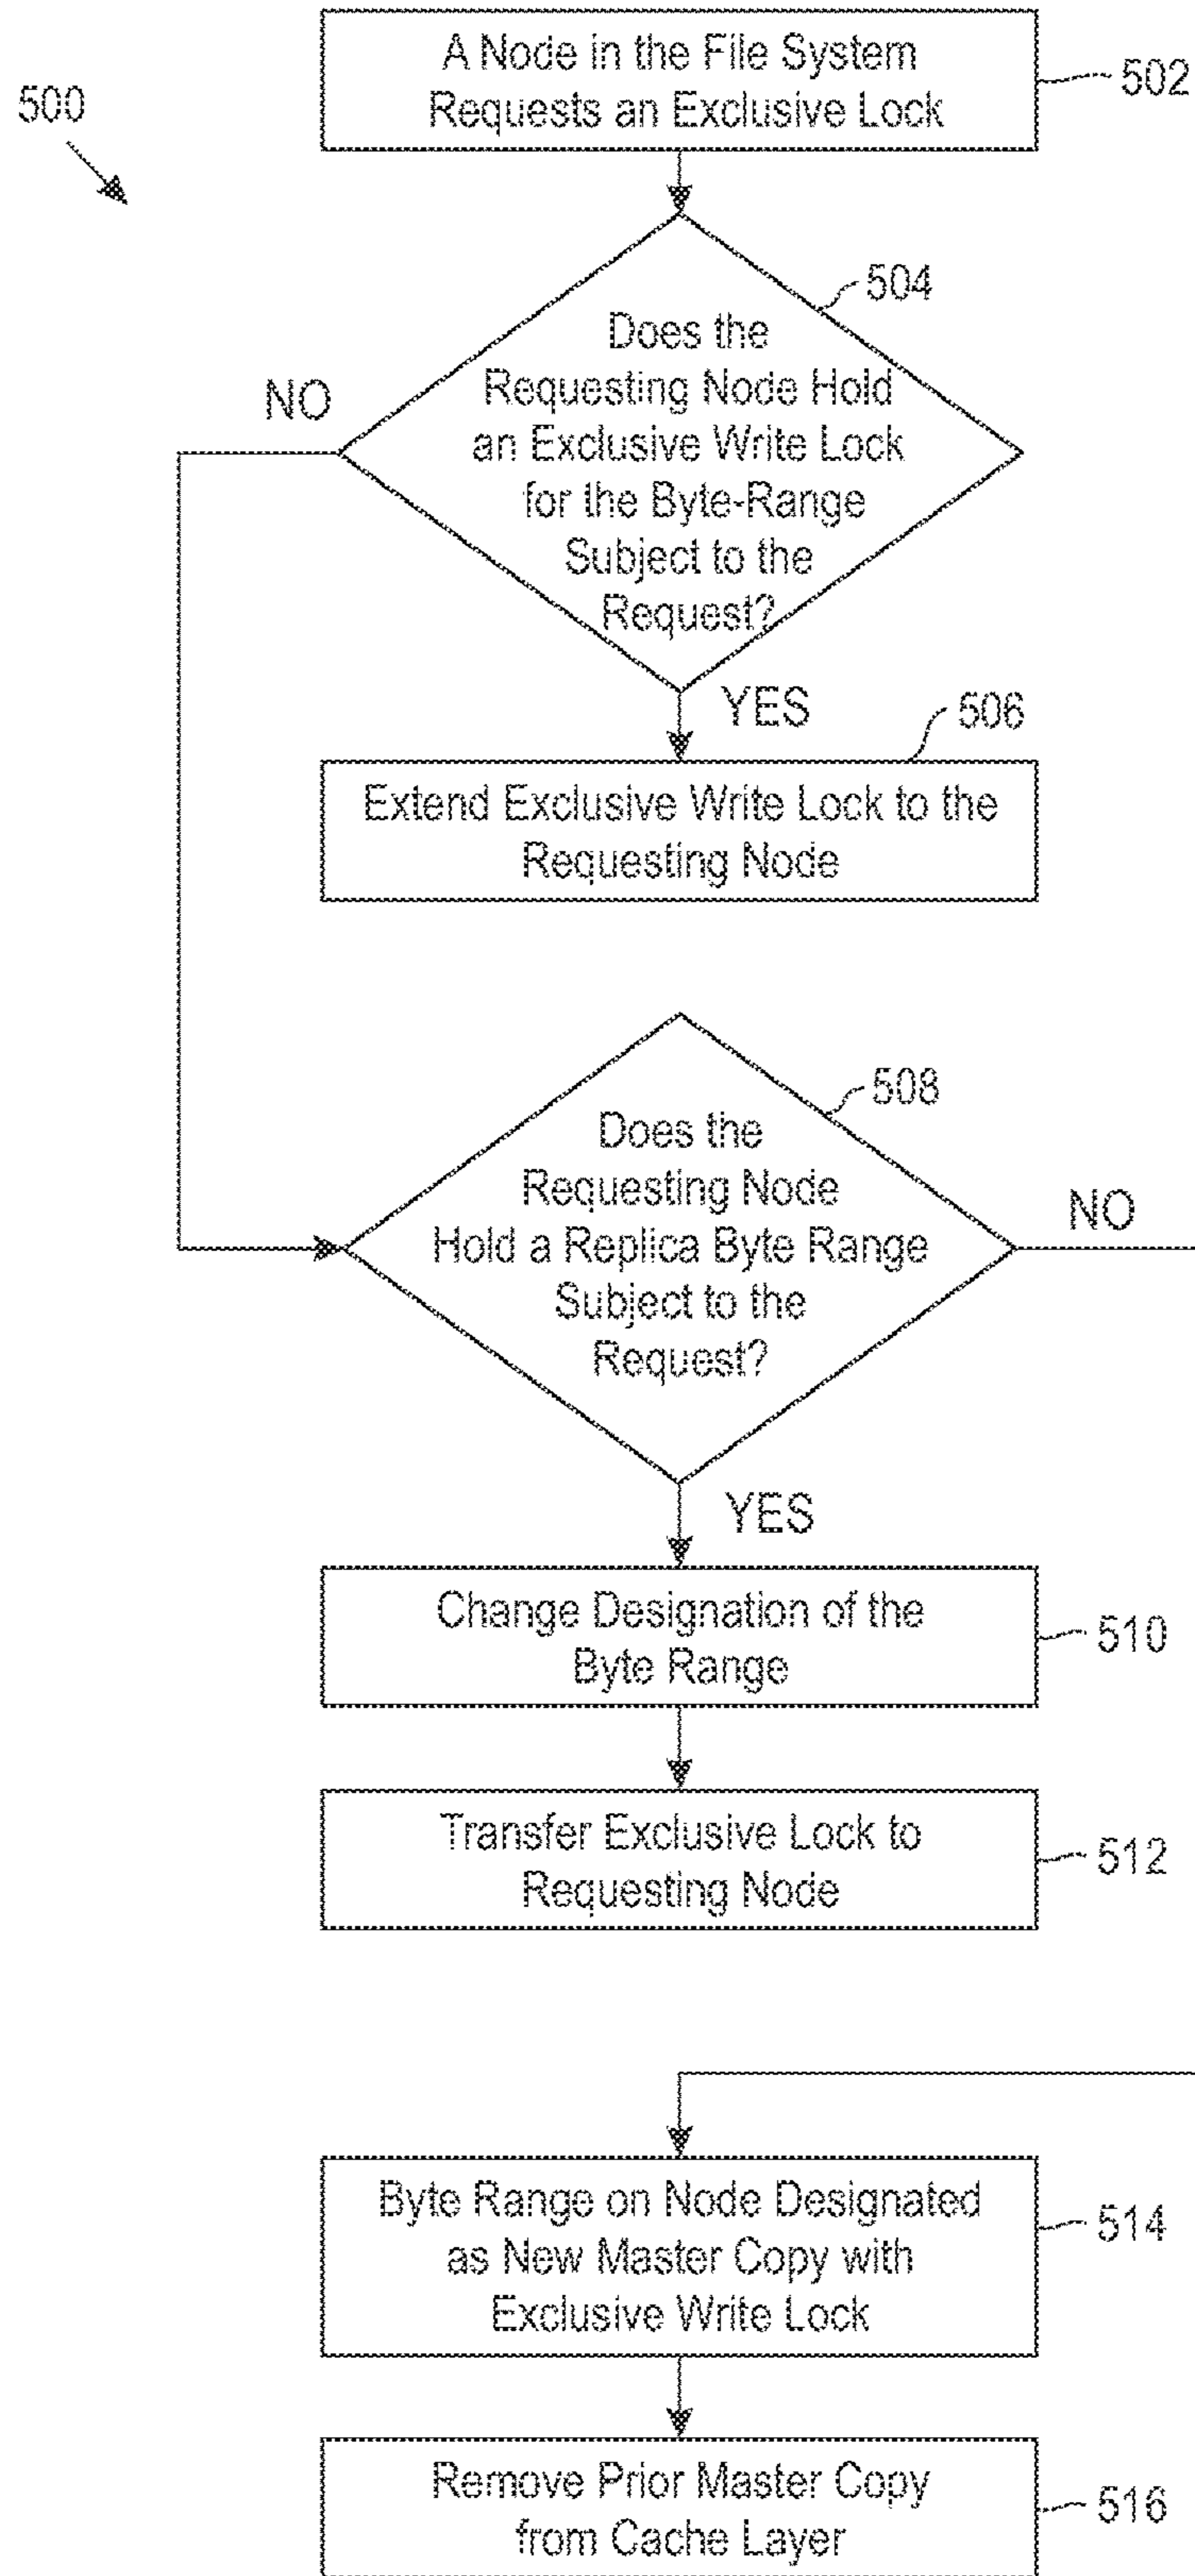 500
A Node in the File System
Requests an Exclusive Lock
502
504
Does the
Requesting Node Hold
an Exclusive Write Lock
for the Byte-Range
Subject to the
Request?
NO
YES
506
Extend Exclusive Write Lock to the
Requesting Node
508
Does the
Requesting Node
Hold a Replica Byte Range
Subject to the
Request?
NO
YES
Change Designation of the
Byte Range
510
Transfer Exclusive Lock to
Requesting Node
512
Byte Range on Node Designated
as New Master Copy with
Exclusive Write Lock
514
Remove Prior Master Copy
from Cache Layer
516